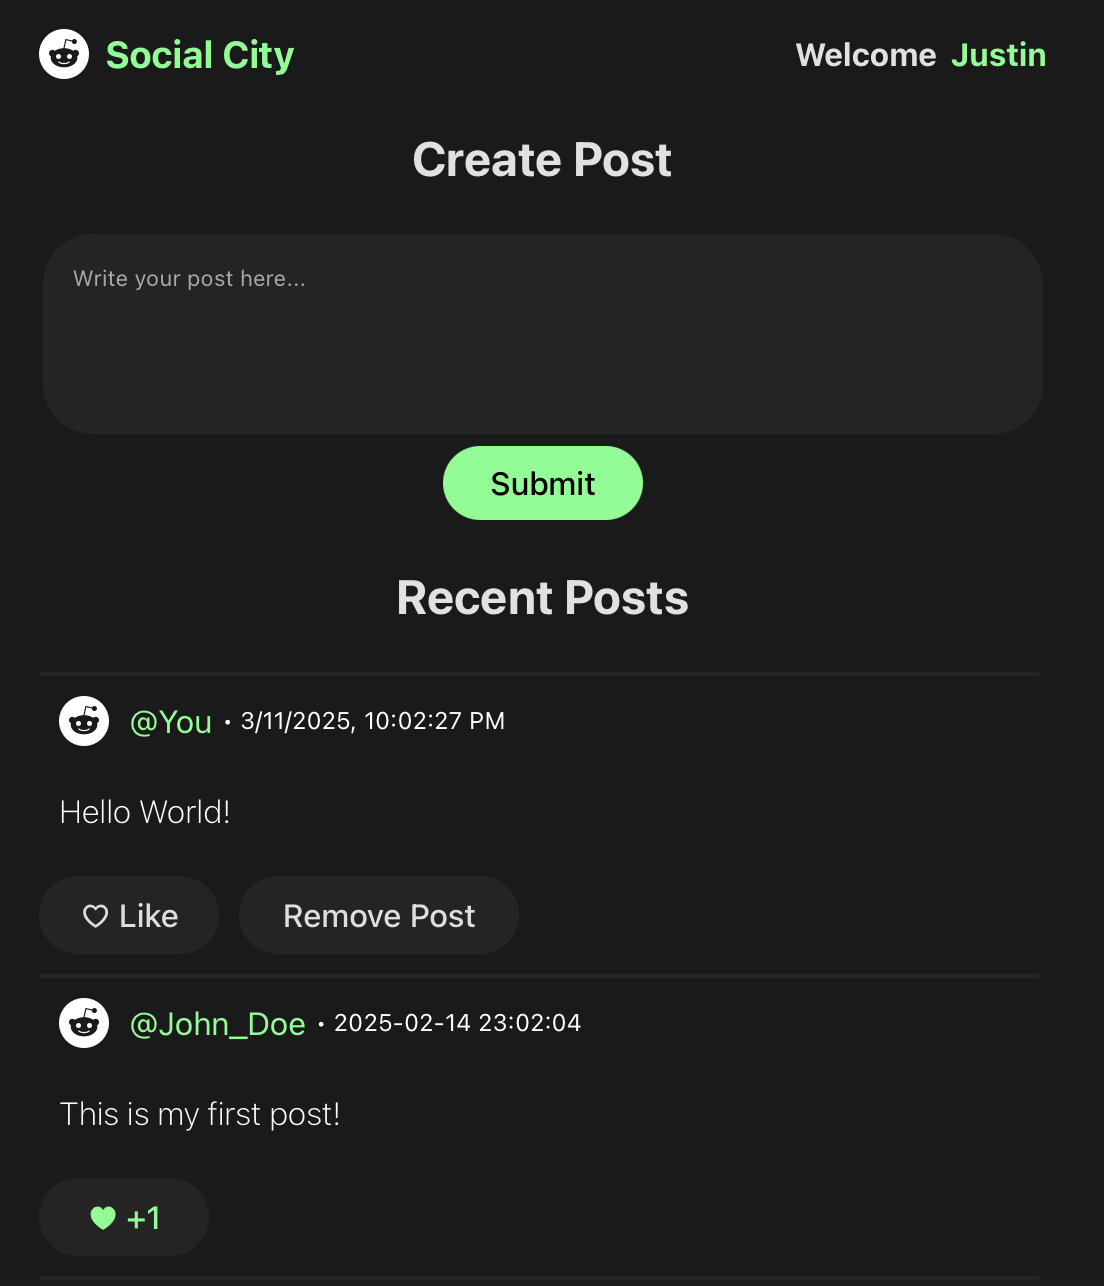 Social City
Welcome Justin
Create Post
Write your post here...
Submit
Recent Posts
@You • 3/11/2025, 10:02:27 PM
Hello World!
Like
Remove Post
@John_Doe • 2025-02-14 23:02:04
This is my first post!
+1